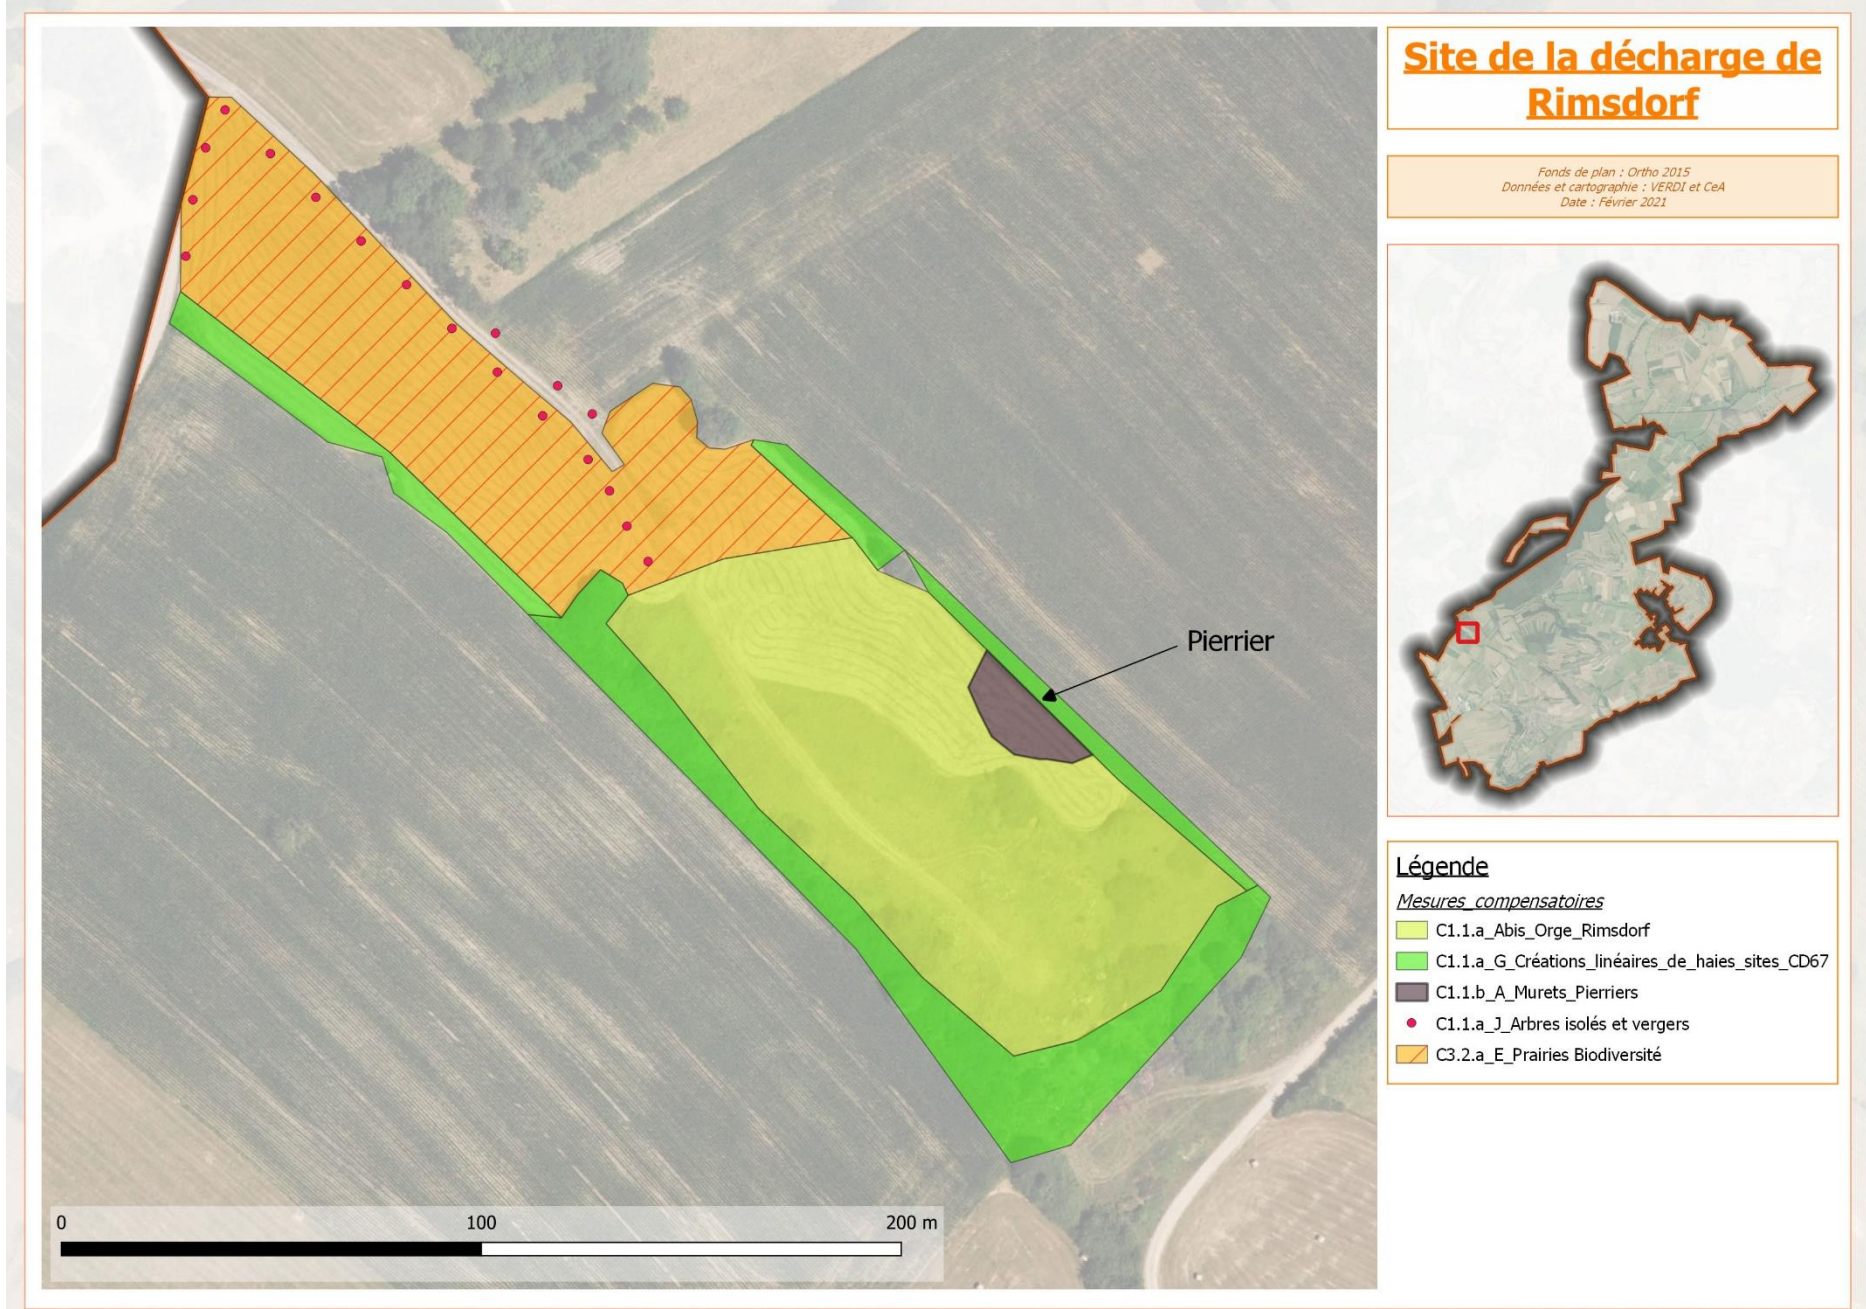 Site de la décharge de
Rimsdorf
Fonds de plan : Ortho 2015
Données et cartographie : VERDI et CeA
Date : Février 2021
Pierrier
Légende
Mesures_compensatoires
C1.1.a_Abis_Orge_Rimsdorf
C1.1.a_G_Créations_linéaires_de_haies_sites_CD67
C1.1.b_A_Murets_Pierriers
C1.1.a_J_Arbres isolés et vergers
C3.2.a_E_Prairies Biodiversité
0 100 200 m